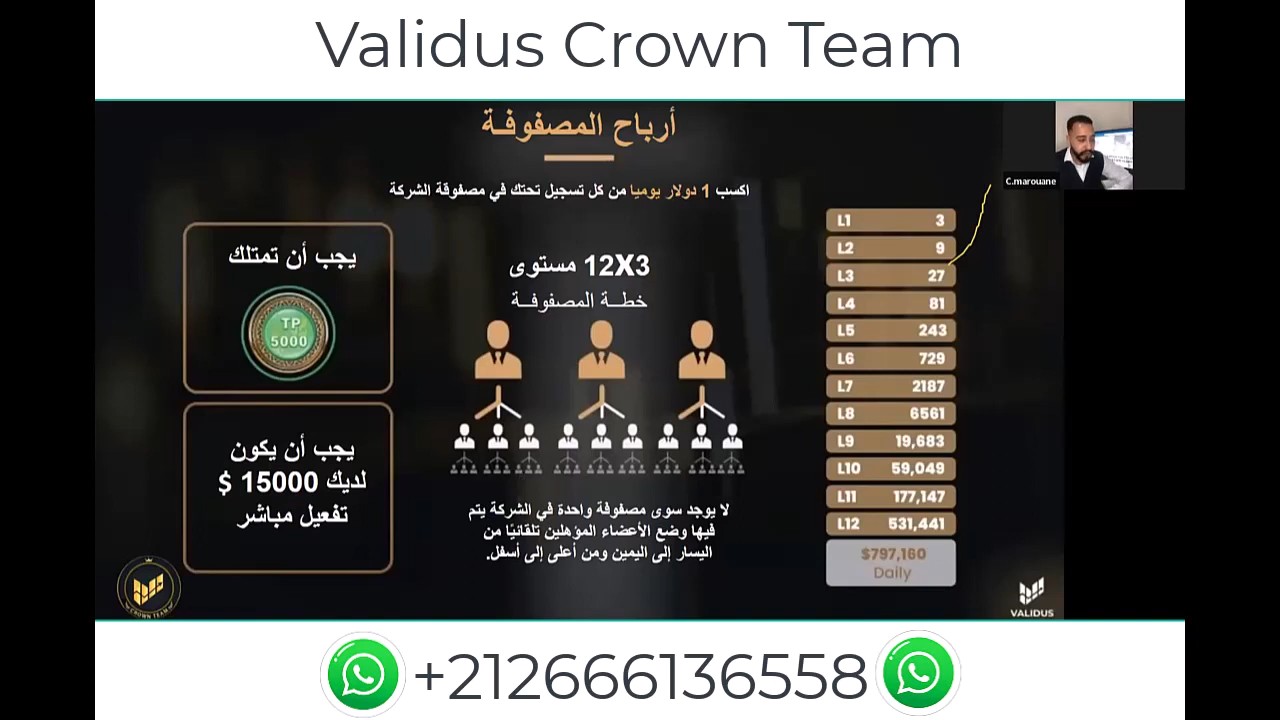 Validus Crown Team
أرباح المصفوفة
C.marouane
اكسب 1 دولار يوميا من كل تسجيل تحتك في مصفوقة الشركة
يجب أن تمتلك
TP
5000
يجب أن يكون
لديك 15000 $
تفعيل مباشر
12X3 مستوى
خطة المصفوفة
لا يوجد سوى مصفوفة واحدة في الشركة يتم
فيها وضع الأعضاء المؤهلين تلقائيًا من
اليسار إلى اليمين ومن أعلى إلى أسفل.
L1 3
L2 9
L3 27
L4 81
L5 243
L6 729
L7 2187
L8 6561
L9 19,683
L10 59,049
L11 177,147
L12 531,441
$797,160
Daily
CROWN TEAM
VALIDUS
+212666136558